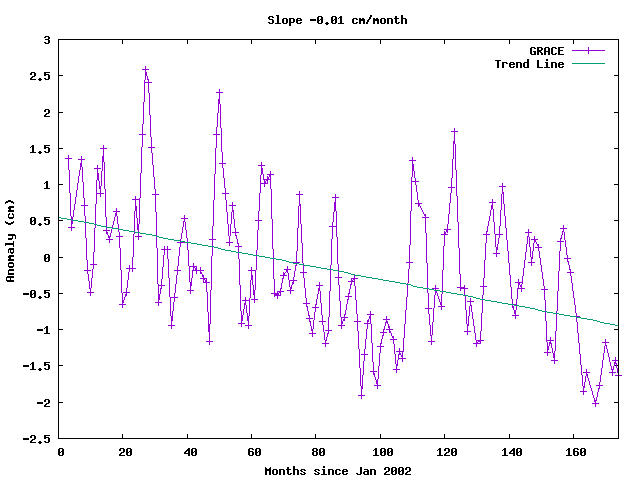 Slope -0.01 cm/month
GRACE
Trend Line
3
2.5
2
1.5
1
0.5
0
-0.5
-1
-1.5
-2
-2.5
Anomaly (cm)
0 20 40 60 80 100 120 140 160
Months since Jan 2002